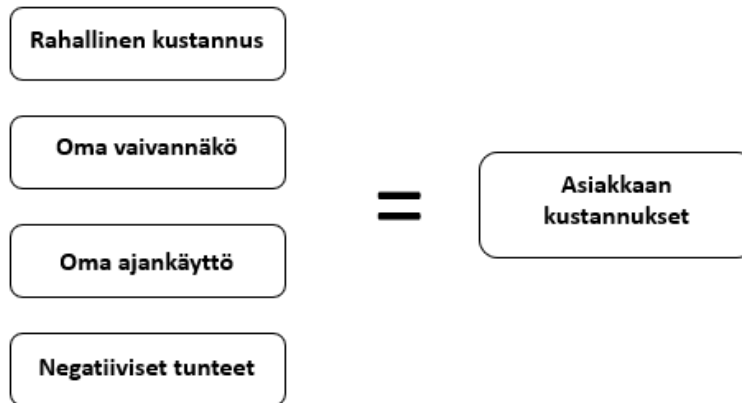 Rahallinen kustannus
Oma vaivannäkö
Oma ajankäyttö
Negatiiviset tunteet
=
Asiakkaan
kustannukset